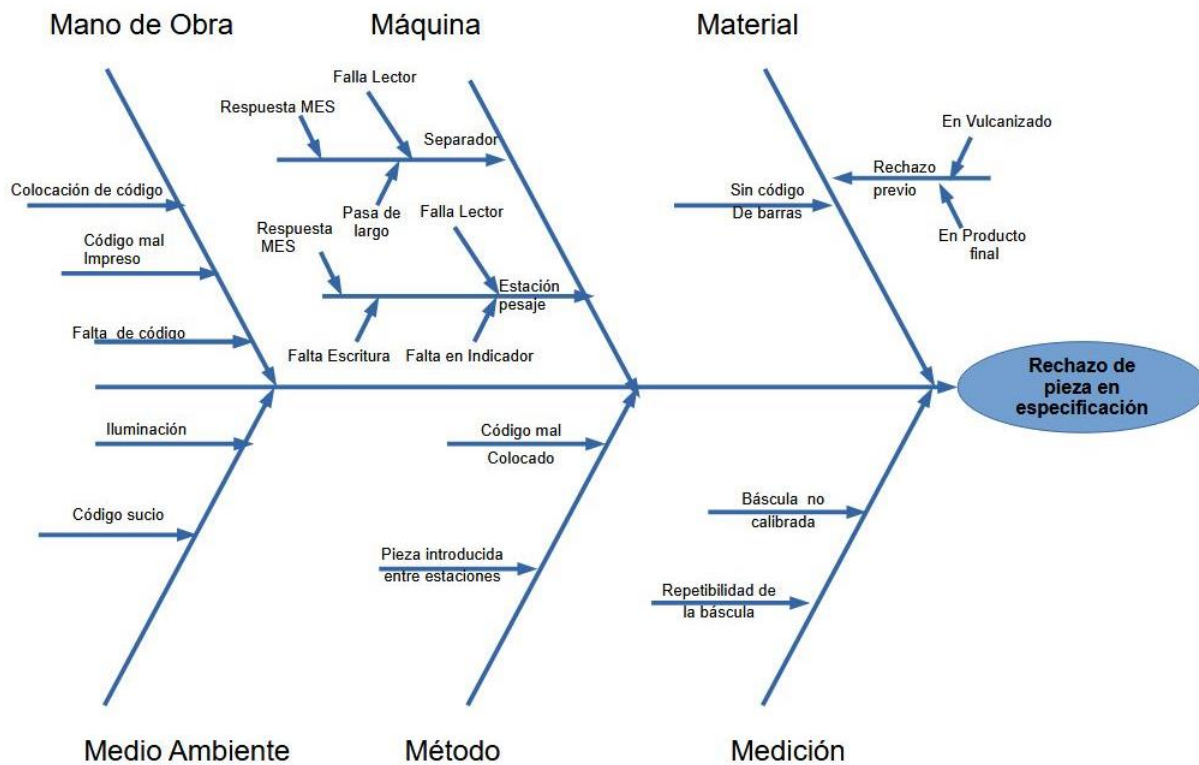 Mano de Obra
Máquina
Material
Falla Lector
Respuesta MES
Separador
En Vulcanizado
Rechazo
previo
Colocación de código
Sin código
De barras
Pasa de
largo
Falla Lector
Respuesta
MES
En Producto
final
Código mal
Impreso
Estación
pesaje
Falta de código
Falta Escritura
Falta en Indicador
Rechazo de
pieza en
especificación
Iluminación
Código mal
Colocado
Código sucio
Báscula no
calibrada
Pieza introducida
entre estaciones
Repetibilidad de
la báscula
Medio Ambiente
Método
Medición